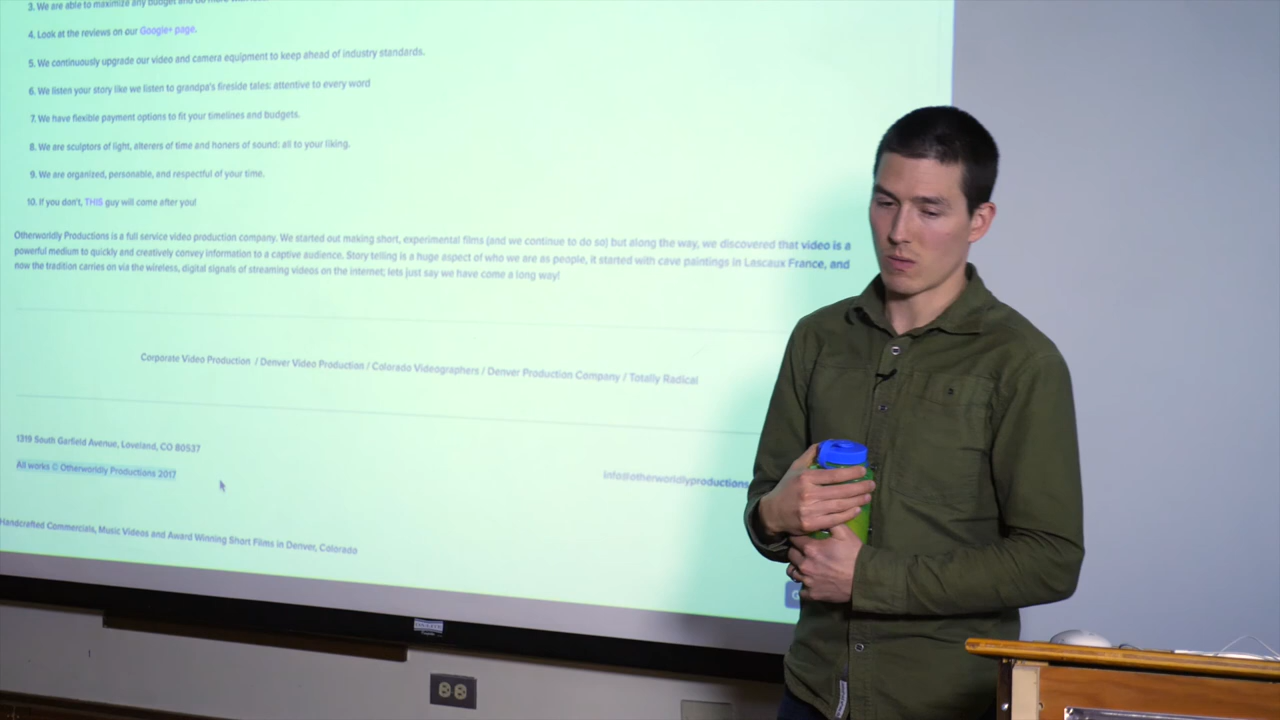 3. We are able to maximize any budget and do more with
4. Look at the reviews on our Google+ page.
5. We continuously upgrade our video and camera equipment to keep ahead of industry standards.
6. We listen your story like we listen to grandpa's fireside tales: attentive to every word
7. We have flexible payment options to fit your timelines and budgets.
8. We are sculptors of light, alterers of time and honers of sound: all to your liking.
9. We are organized, personable, and respectful of your time.
10. If you don't, THIS guy will come after you!
Otherworldly Productions is a full service video production company. We started out making short, experimental films (and we continue to do so) but along the way, we discovered that video is a
powerful medium to quickly and creatively convey information to a captive audience. Story telling is a huge aspect of who we are as people, it started with cave paintings in Lascaux France, and
now the tradition carries on via the wireless, digital signals of streaming videos on the internet; lets just say we have come a long way!
Corporate Video Production / Denver Video Production / Colorado Videographers / Denver Production Company / Totally Radical
1319 South Garfield Avenue, Loveland, CO 80537
info@otherworldlyproductions
All works © Otherworldly Productions 2017
Handcrafted Commercials, Music Videos and Award Winning Short Films in Denver, Colorado